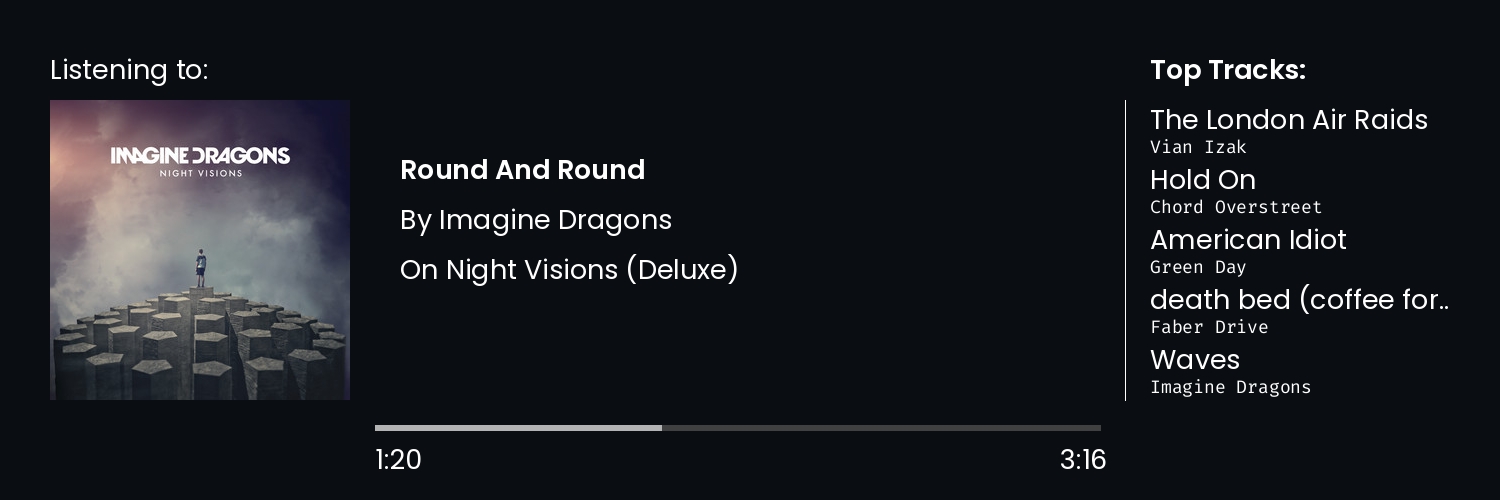 Listening to:
IMAGINE DRAGONS
NIGHT VISIONS
Round And Round
By Imagine Dragons
On Night Visions (Deluxe)
1:20
3:16
Top Tracks:
The London Air Raids
Vian Izak
Hold On
Chord Overstreet
American Idiot
Green Day
death bed (coffee for..
Faber Drive
Waves
Imagine Dragons